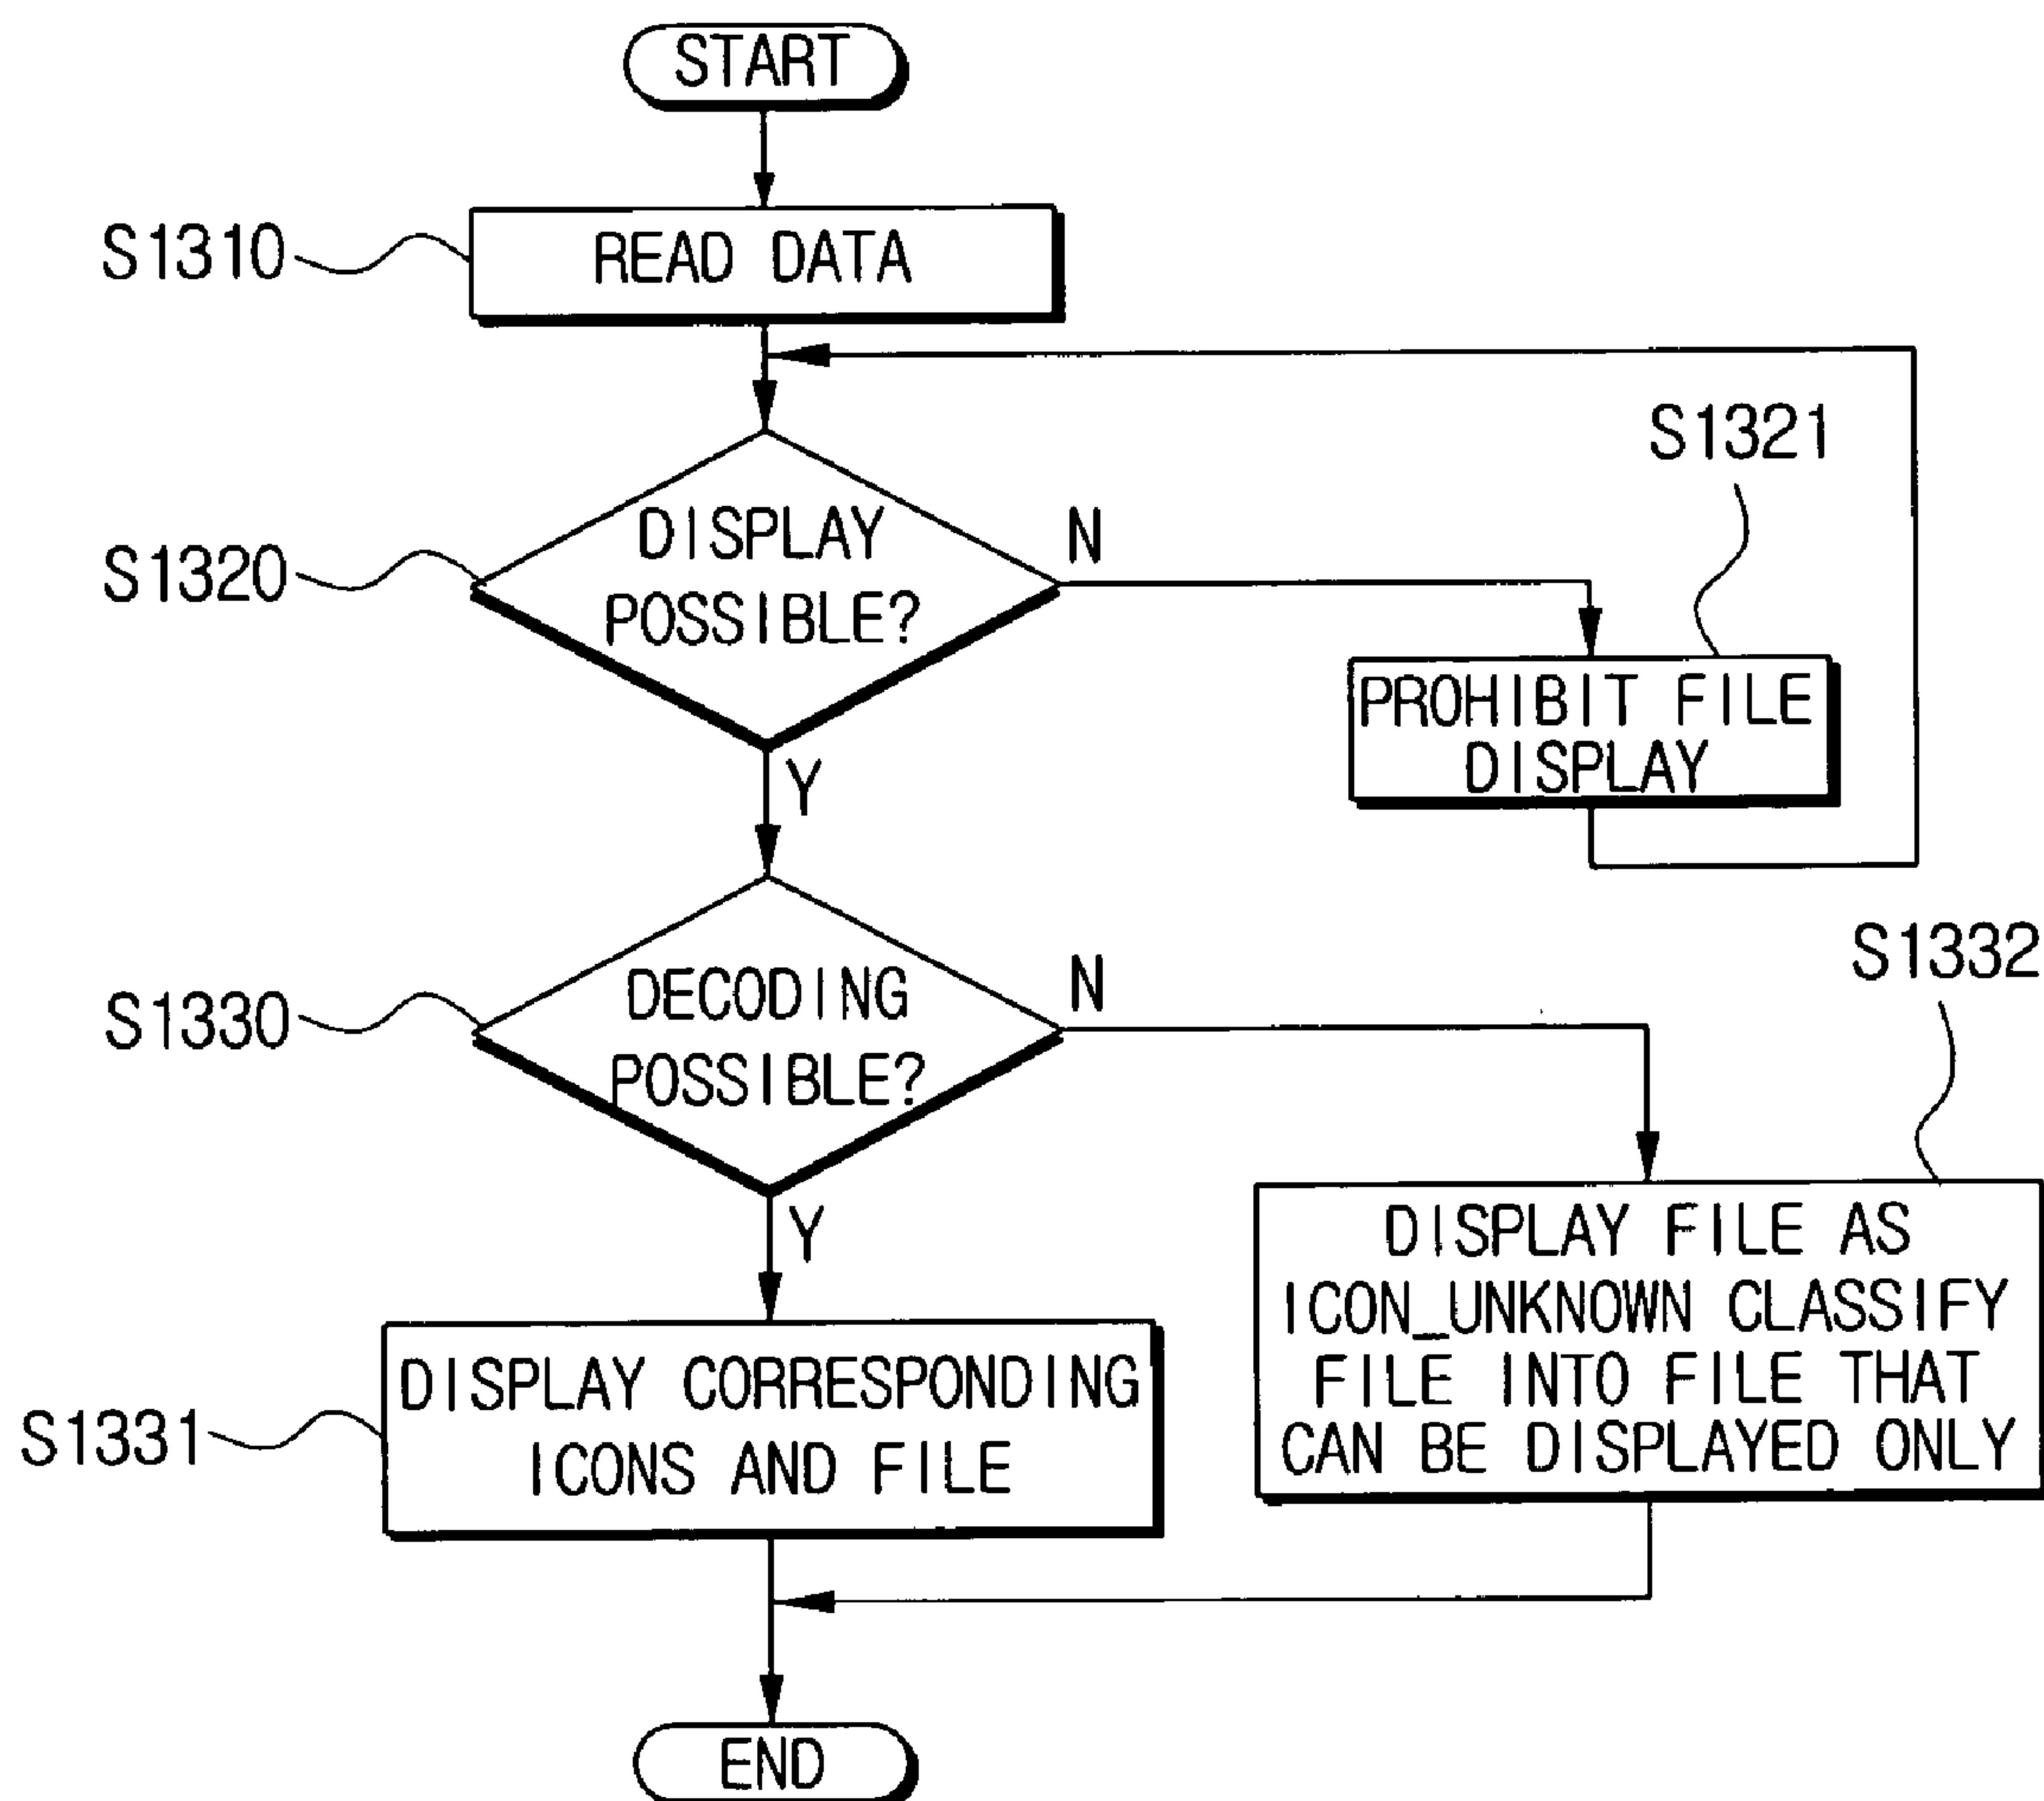 START
S1310
READ DATA
S1321
S1320
DISPLAY
POSSIBLE?
N
PROHIBIT FILE
DISPLAY
Y
S1332
S1330
DECODING
POSSIBLE?
N
Y
DISPLAY FILE AS
ICON_UNKNOWN CLASSIFY
FILE INTO FILE THAT
CAN BE DISPLAYED ONLY
S1331
DISPLAY CORRESPONDING
ICONS AND FILE
END